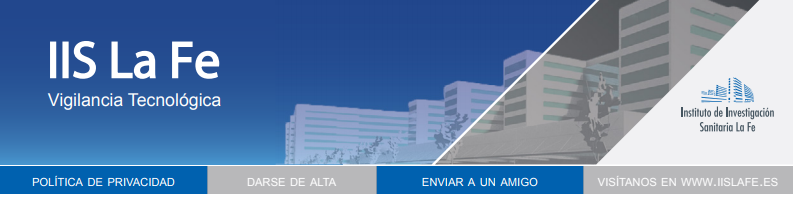 IIS La Fe
Vigilancia Tecnológica
Instituto de Investigación
Sanitaria La Fe
POLÍTICA DE PRIVACIDAD
DARSE DE ALTA
ENVIAR A UN AMIGO
VISÍTANOS EN WWW.IISLAFE.ES